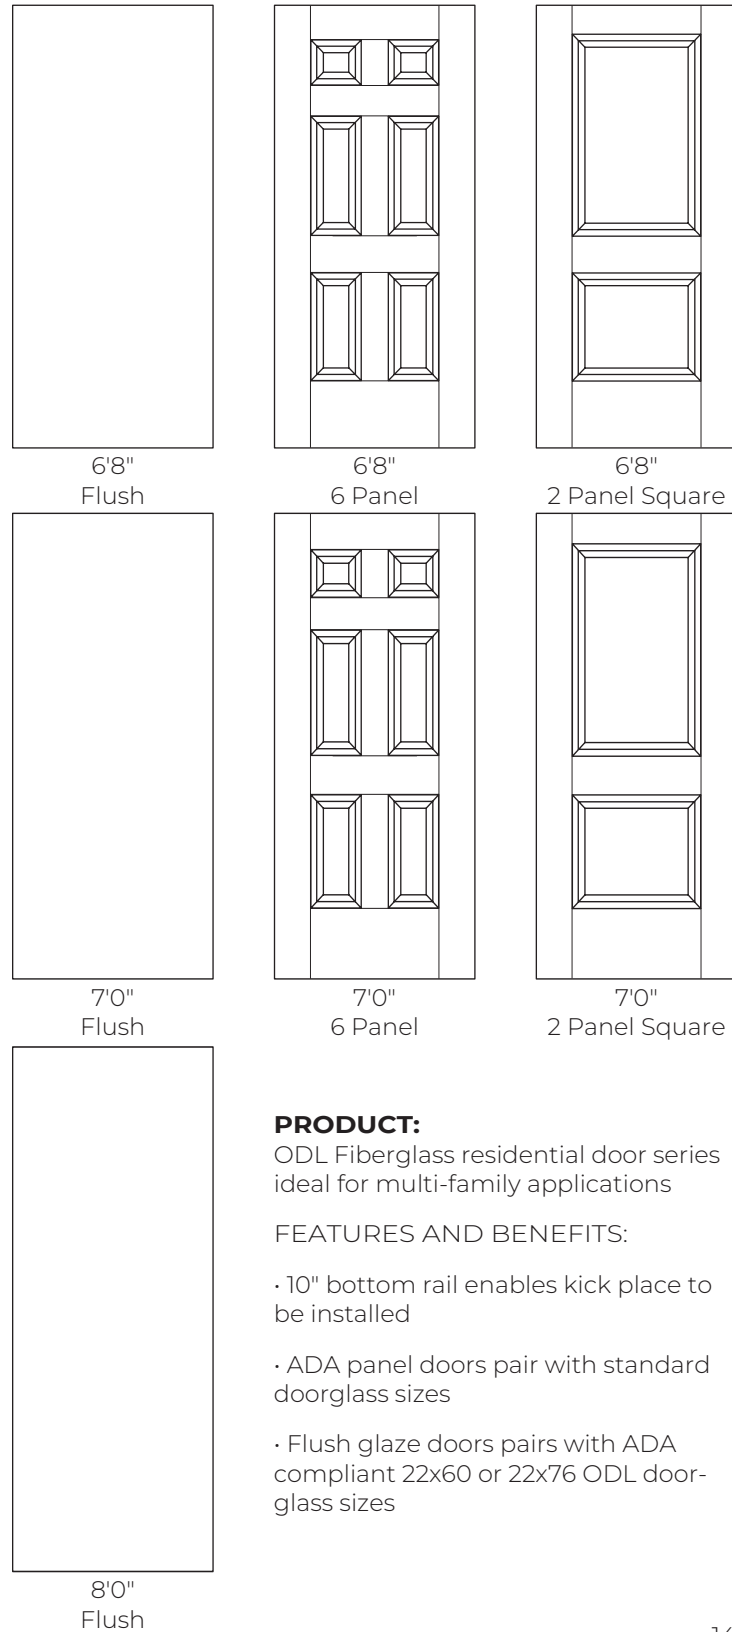 6'8"
Flush
6'8"
6 Panel
6'8"
2 Panel Square
7'0"
Flush
7'0"
6 Panel
7'0"
2 Panel Square
PRODUCT:
ODL Fiberglass residential door series
ideal for multi-family applications
FEATURES AND BENEFITS:
· 10" bottom rail enables kick place to
be installed
· ADA panel doors pair with standard
doorglass sizes
· Flush glaze doors pairs with ADA
compliant 22x60 or 22x76 ODL door-
glass sizes
8'0"
Flush